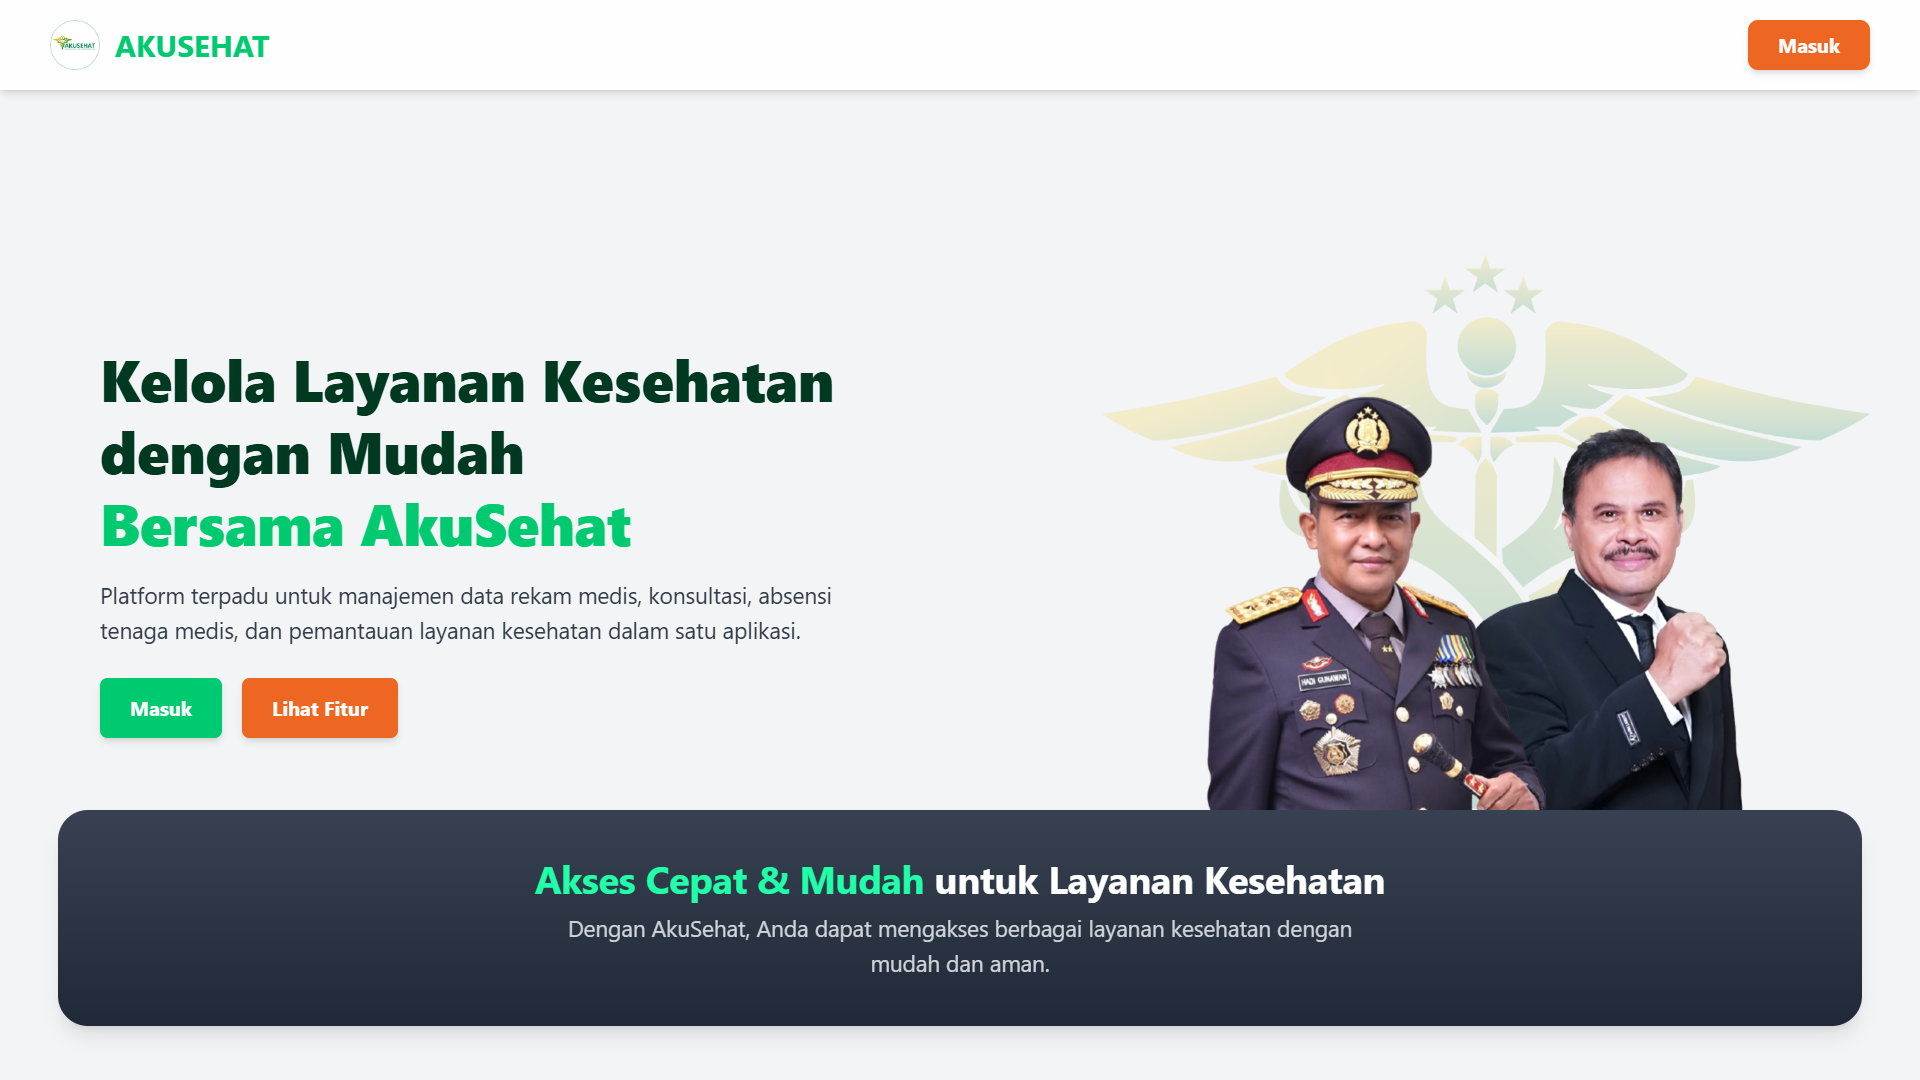 AKUSEHAT
AKUSEHAT
Masuk
Kelola Layanan Kesehatan
dengan Mudah
Bersama AkuSehat
Platform terpadu untuk manajemen data rekam medis, konsultasi, absensi
tenaga medis, dan pemantauan layanan kesehatan dalam satu aplikasi.
Masuk
Lihat Fitur
HADI GUNAWAN
Akses Cepat & Mudah untuk Layanan Kesehatan
Dengan AkuSehat, Anda dapat mengakses berbagai layanan kesehatan dengan
mudah dan aman.